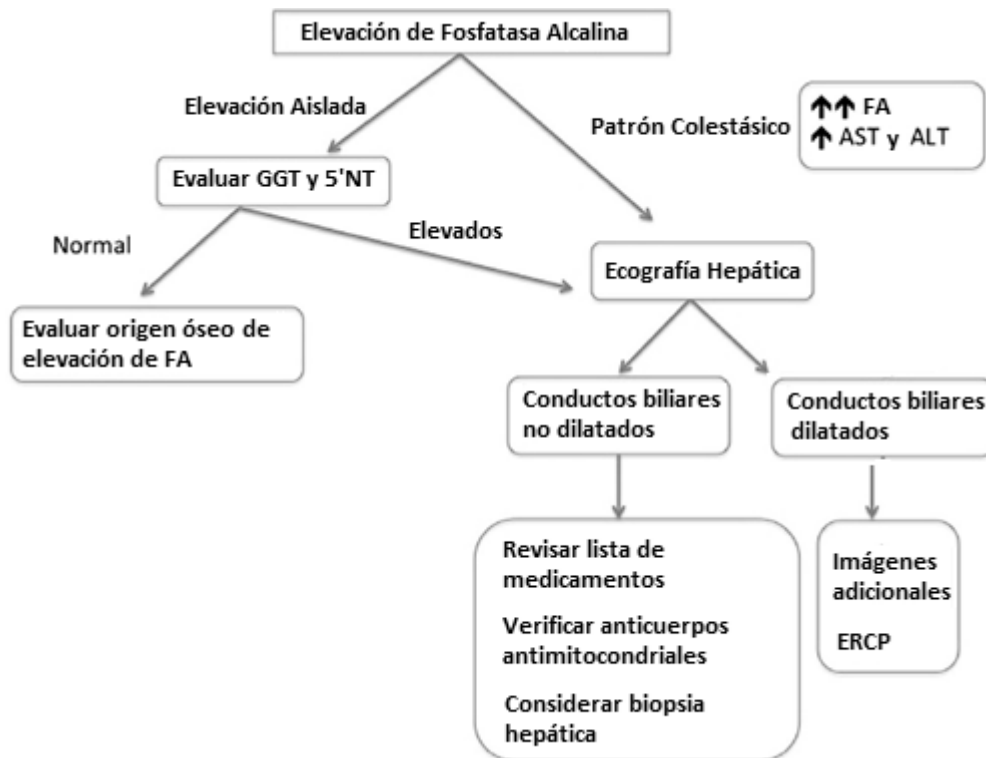 Elevación de Fosfatasa Alcalina
Elevación Aislada
Patrón Colestásico
↑↑ FA
↑ AST y ALT
Evaluar GGT y 5'NT
Normal
Elevados
Ecografía Hepática
Evaluar origen óseo de
elevación de FA
Conductos biliares
no dilatados
Conductos biliares
dilatados
Revisar lista de
medicamentos
Verificar anticuerpos
antimitocondriales
Considerar biopsia
hepática
Imágenes
adicionales
ERCP